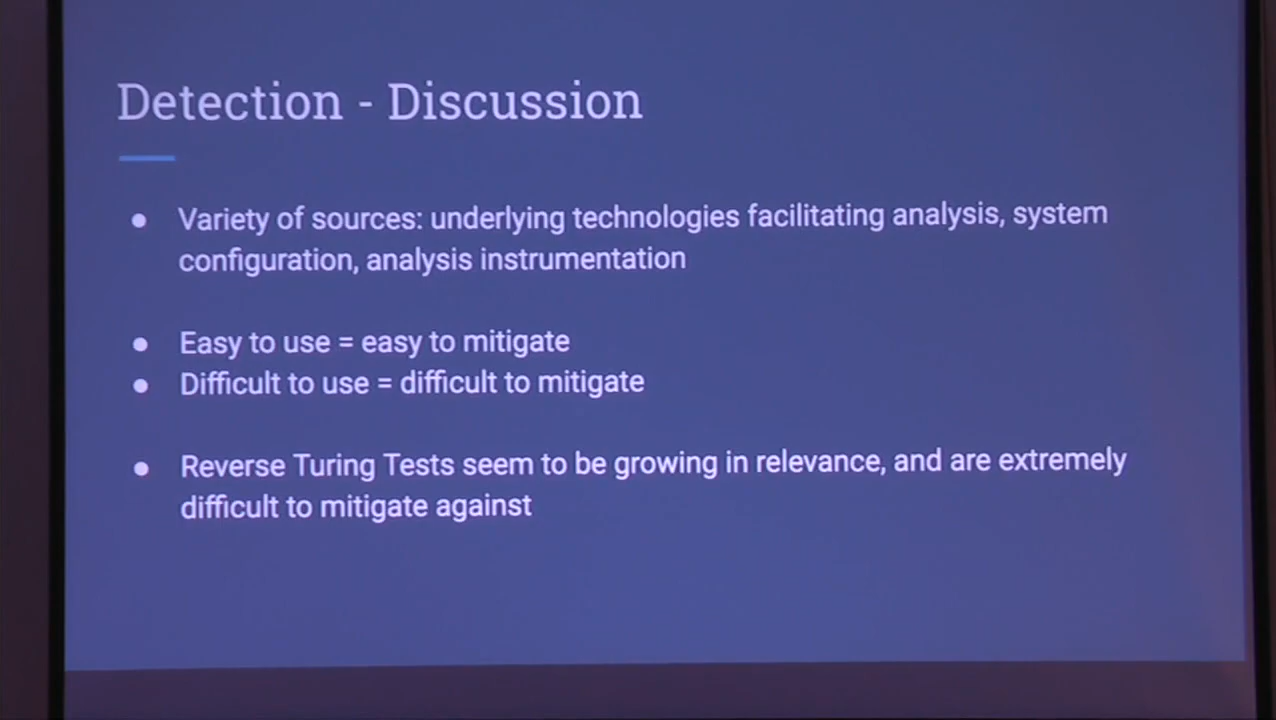 Detection - Discussion
● Variety of sources: underlying technologies facilitating analysis, system
configuration, analysis instrumentation
● Easy to use = easy to mitigate
● Difficult to use = difficult to mitigate
● Reverse Turing Tests seem to be growing in relevance, and are extremely
difficult to mitigate against